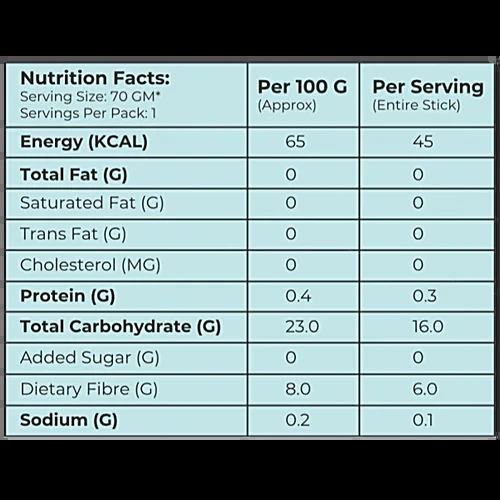 Nutrition Facts:
Serving Size: 70 GM*
Servings Per Pack: 1
Per 100 G
(Approx)
Per Serving
(Entire Stick)
Energy (KCAL) 65 45
Total Fat (G) 0 0
Saturated Fat (G) 0 0
Trans Fat (G) 0 0
Cholesterol (MG) 0 0
Protein (G) 0.4 0.3
Total Carbohydrate (G) 23.0 16.0
Added Sugar (G) 0 0
Dietary Fibre (G) 8.0 6.0
Sodium (G) 0.2 0.1